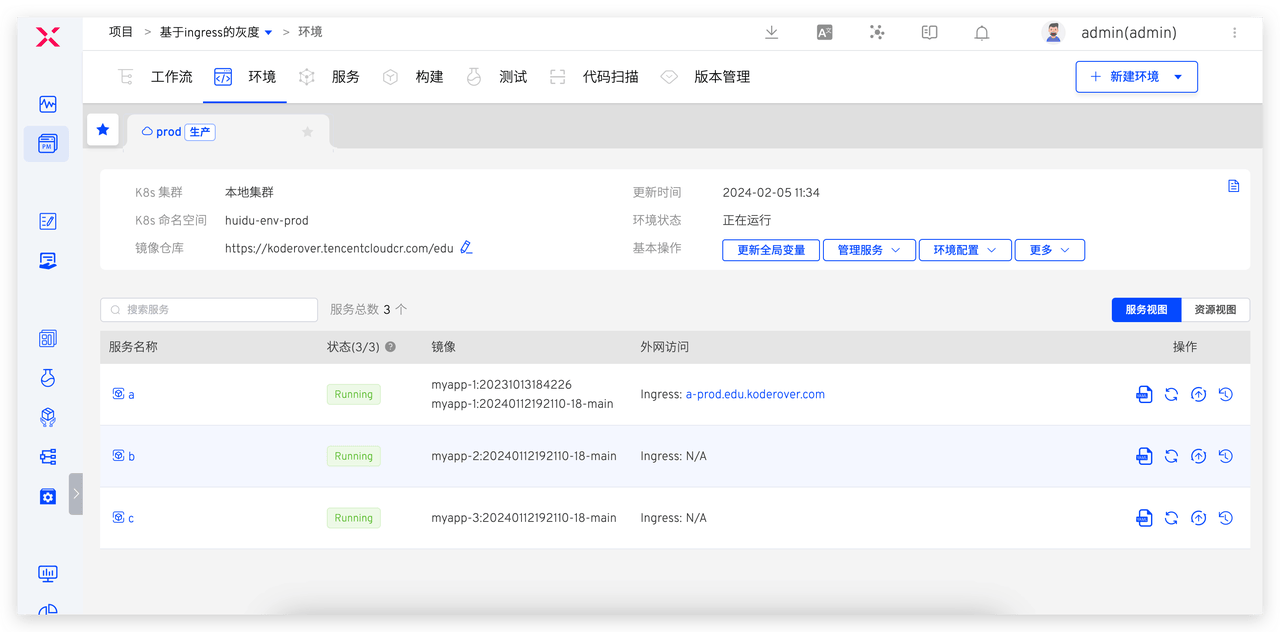 项目 > 基于ingress的灰度 > 环境
admin(admin)
工作流 环境 服务 构建 测试 代码扫描 版本管理
+ 新建环境
prod 生产
K8s 集群 本地集群
更新时间 2024-02-05 11:34
K8s 命名空间 huidu-env-prod
环境状态 正在运行
镜像仓库 https://koderover.tencentcloudcr.com/edu
基本操作 更新全局变量 管理服务 环境配置 更多
搜索服务 服务总数 3 个
服务视图 资源视图
服务名称 状态(3/3) 镜像 外网访问 操作
a Running myapp-1:20231013184226 Ingress: a-prod.edu.koderover.com
myapp-1:20240112192110-18-main
b Running myapp-2:20240112192110-18-main Ingress: N/A
c Running myapp-3:20240112192110-18-main Ingress: N/A